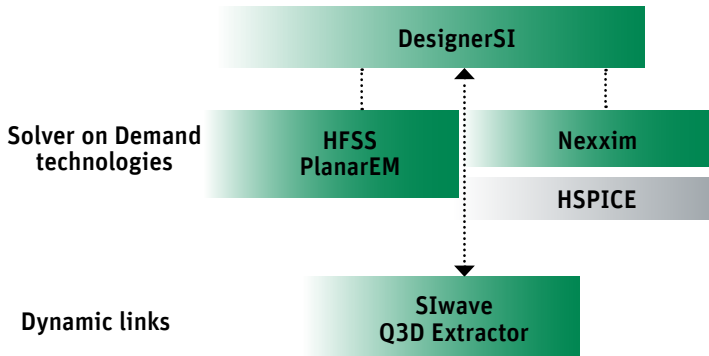 DesignerSI
Solver on Demand
technologies
HFSS
PlanarEM
Nexxim
HSPICE
Dynamic links
SIwave
Q3D Extractor